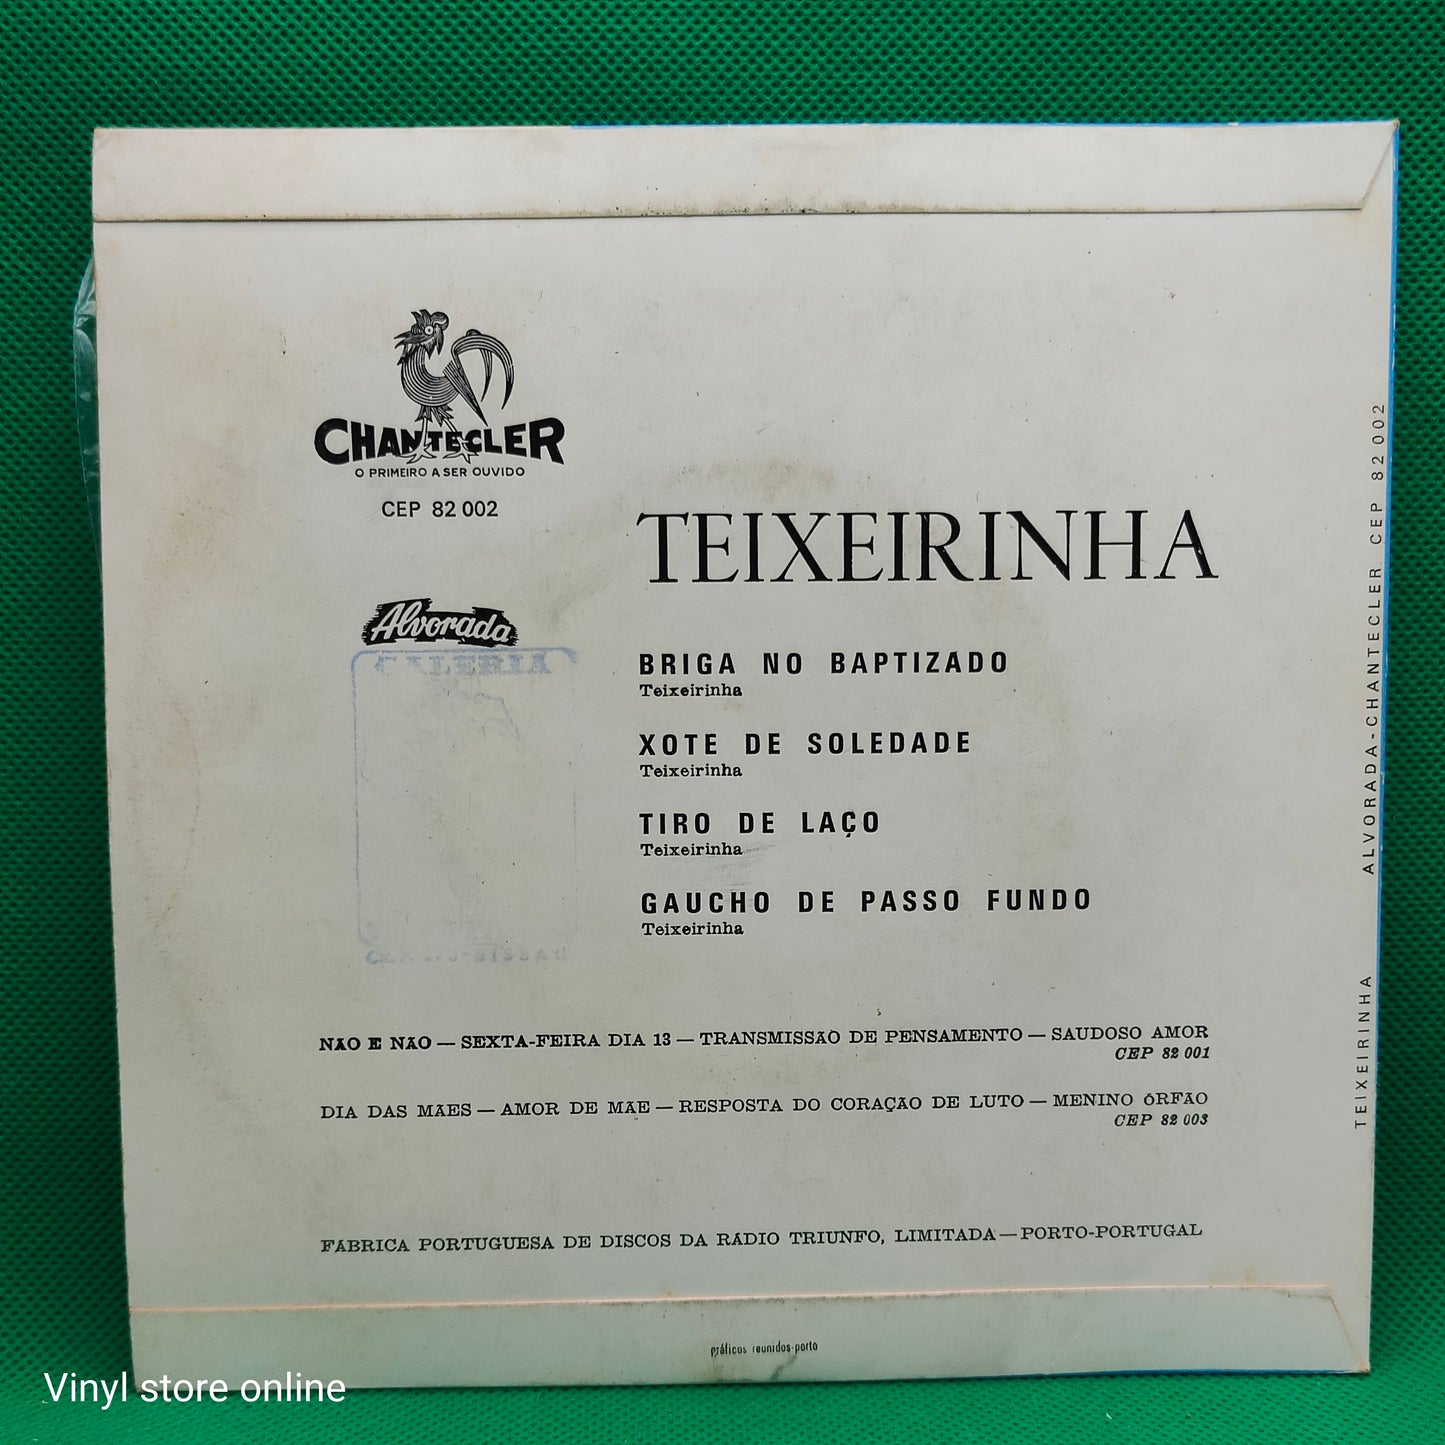 CHANTECLER
O PRIMEIRO A SER OUVIDO
CEP 82 002
TEIXEIRINHA
Alvorada
GALERIA
BRIGA NO BAPTIZADO
Teixeirinha
XOTE DE SOLEDADE
Teixeirinha
TIRO DE LAÇO
Teixeirinha
GAUCHO DE PASSO FUNDO
Teixeirinha
NÃO E NÃO — SEXTA-FEIRA DIA 13 — TRANSMISSÃO DE PENSAMENTO — SAUDOSO AMOR
CEP 82 001
DIA DAS MÃES — AMOR DE MÃE — RESPOSTA DO CORAÇÃO DE LUTO — MENINO ÓRFÃO
CEP 82 003
FÁBRICA PORTUGUESA DE DISCOS DA RÁDIO TRIUNFO, LIMITADA — PORTO-PORTUGAL
gráficos reunidos-porto
TEIXEIRINHA ALVORADA-CHANTECLER CEP 82 002
Vinyl store online